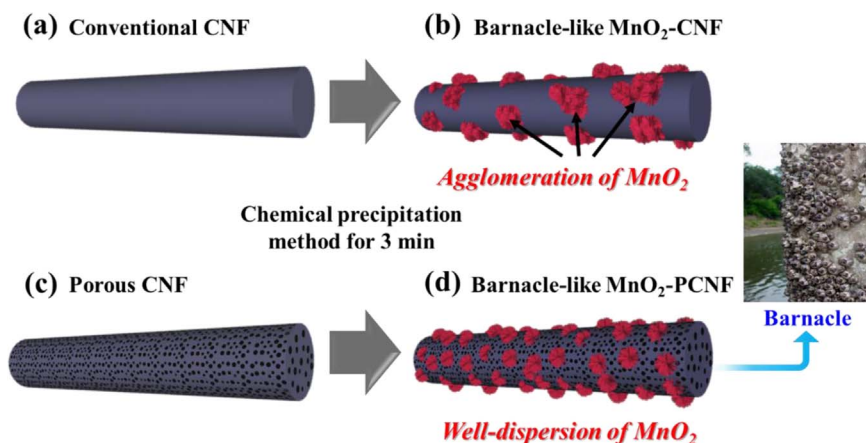 (a) Conventional CNF
(b) Barnacle-like MnO₂-CNF
Agglomeration of MnO₂
Chemical precipitation
method for 3 min
(c) Porous CNF
(d) Barnacle-like MnO₂-PCNF
Barnacle
Well-dispersion of MnO₂